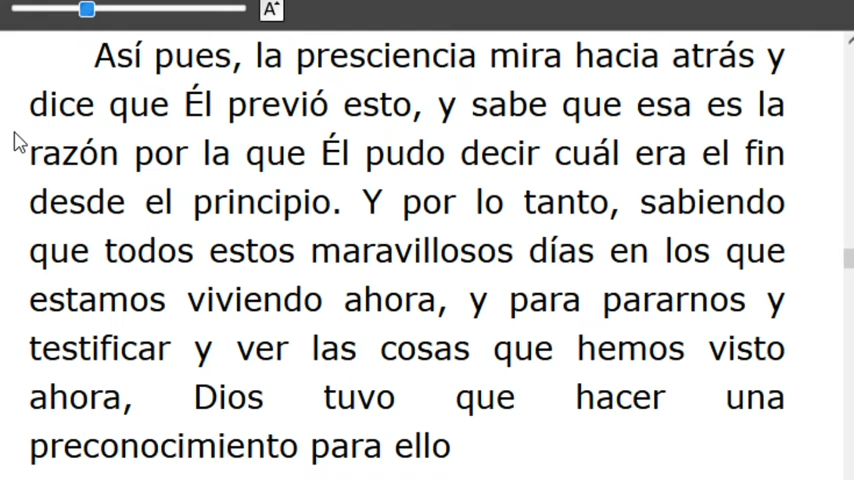 A
Así pues, la presciencia mira hacia atrás y
dice que Él previó esto, y sabe que esa es la
razón por la que Él pudo decir cuál era el fin
desde el principio. Y por lo tanto, sabiendo
que todos estos maravillosos días en los que
estamos viviendo ahora, y para pararnos y
testificar y ver las cosas que hemos visto
ahora, Dios tuvo que hacer una
preconocimiento para ello